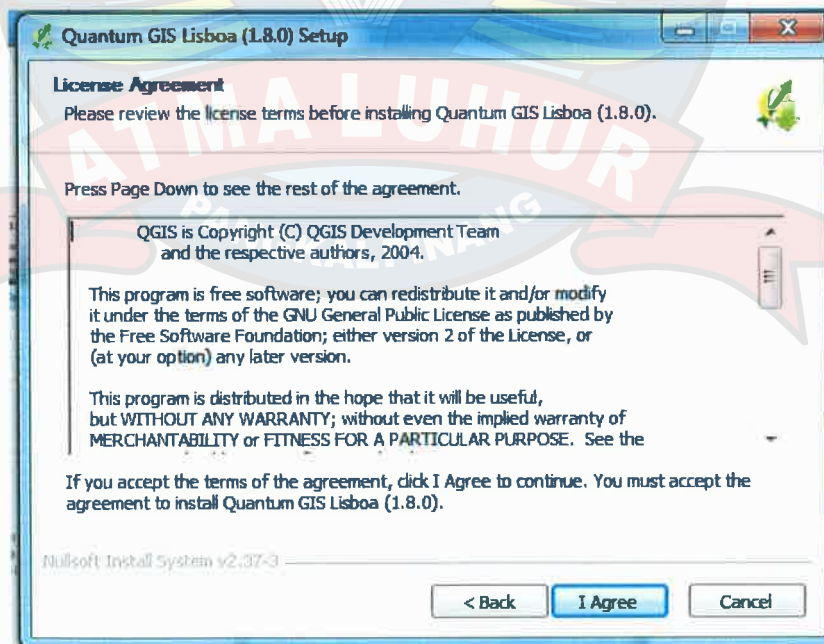 Quantum GIS Lisboa (1.8.0) Setup
License Agreement
Please review the license terms before installing Quantum GIS Lisboa (1.8.0).
ATMA LUHUR
Press Page Down to see the rest of the agreement.
QGIS is Copyright (C) QGIS Development Team
and the respective authors, 2004.
This program is free software; you can redistribute it and/or modify
it under the terms of the GNU General Public License as published by
the Free Software Foundation; either version 2 of the License, or
(at your option) any later version.
This program is distributed in the hope that it will be useful,
but WITHOUT ANY WARRANTY; without even the implied warranty of
MERCHANTABILITY or FITNESS FOR A PARTICULAR PURPOSE. See the
If you accept the terms of the agreement, click I Agree to continue. You must accept the
agreement to install Quantum GIS Lisboa (1.8.0).
Nullsoft Install System v2.37-3
< Back I Agree Cancel